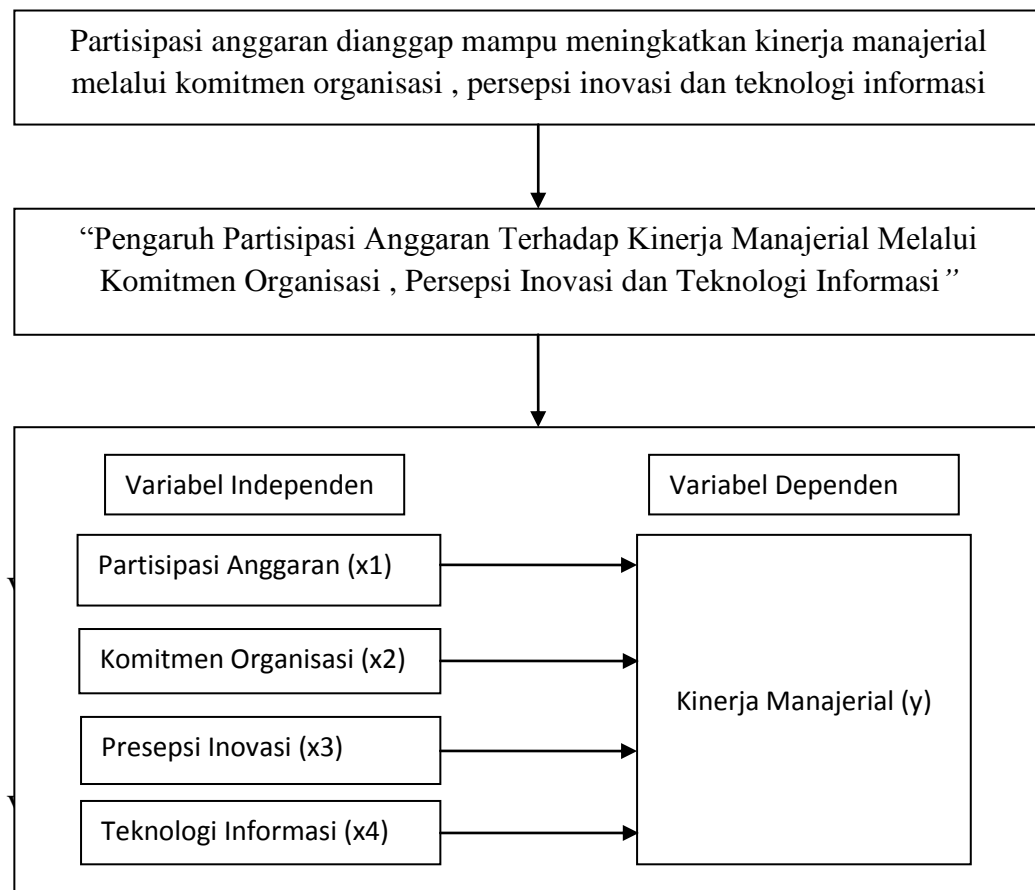 Partisipasi anggaran dianggap mampu meningkatkan kinerja manajerial
melalui komitmen organisasi , persepsi inovasi dan teknologi informasi
“Pengaruh Partisipasi Anggaran Terhadap Kinerja Manajerial Melalui
Komitmen Organisasi , Persepsi Inovasi dan Teknologi Informasi”
Variabel Independen
Variabel Dependen
Partisipasi Anggaran (x1)
Komitmen Organisasi (x2)
Presepsi Inovasi (x3)
Teknologi Informasi (x4)
Kinerja Manajerial (y)